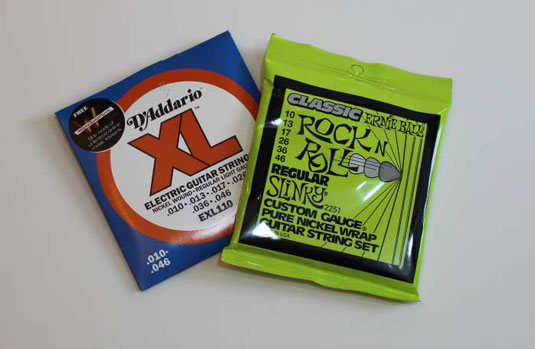 FREE
D'Addario
XL
™
ELECTRIC GUITAR STRINGS
NICKEL WOUND • REGULAR LIGHT GAUGE
.010 • .013 • .017 • .026
.036 • .046
EXL110
.010-
.046
CLASSIC
ERNIE BALL
10
13
17
26
36
46
ROCK N
ROLL
REGULAR
SLINKY
2251
CUSTOM GAUGE®
PURE NICKEL WRAP
GUITAR STRING SET
USA